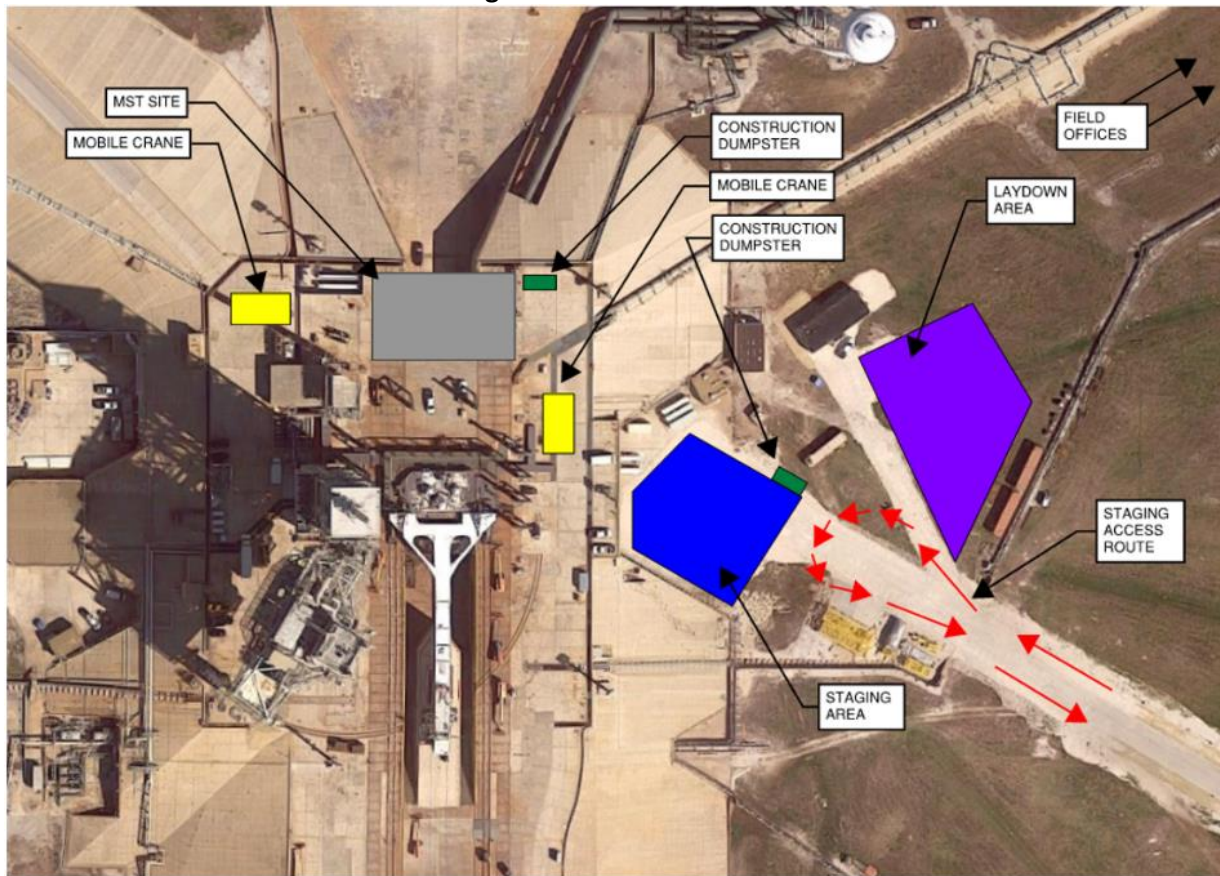 MST SITE
MOBILE CRANE
CONSTRUCTION
DUMPSTER
MOBILE CRANE
CONSTRUCTION
DUMPSTER
FIELD
OFFICES
LAYDOWN
AREA
STAGING
ACCESS
ROUTE
STAGING
AREA